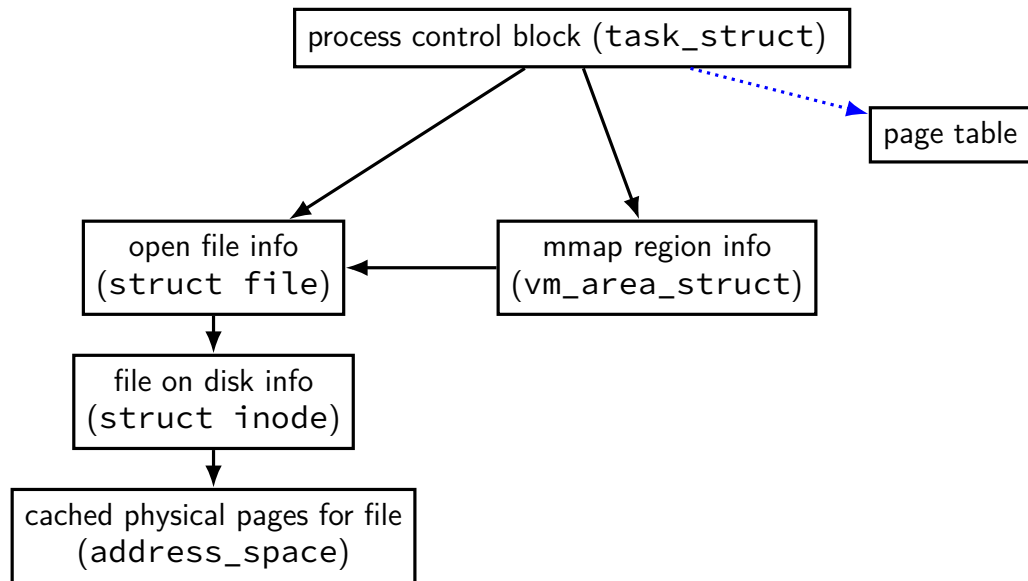 process control block (task_struct)
page table
open file info
(struct file)
mmap region info
(vm_area_struct)
file on disk info
(struct inode)
cached physical pages for file
(address_space)